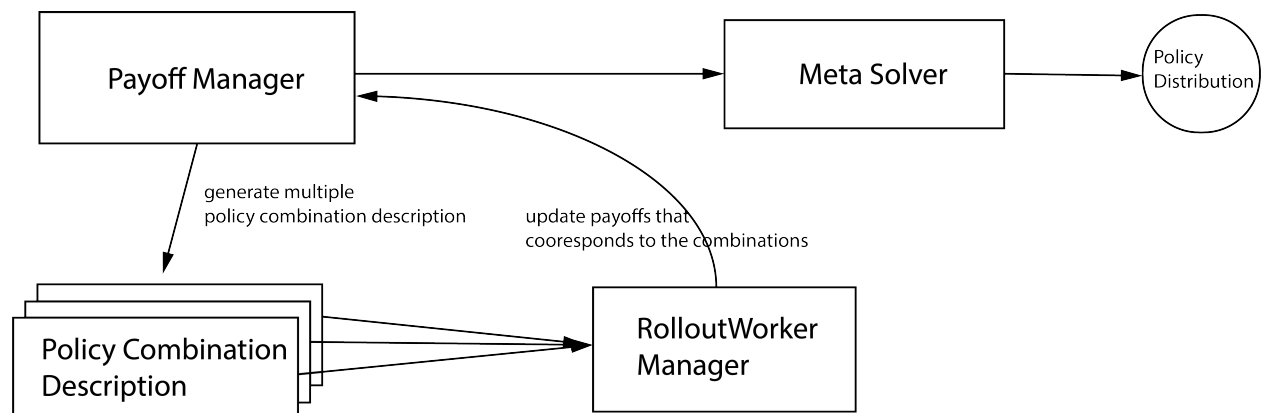 Payoff Manager
Meta Solver
Policy
Distribution
generate multiple
policy combination description
update payoffs that
cooresponds to the combinations
Policy Combination
Description
RolloutWorker
Manager